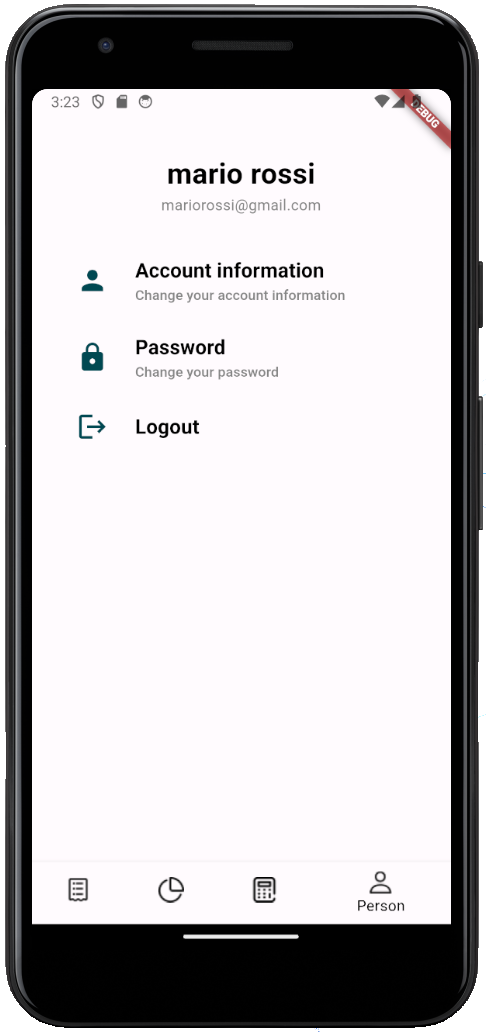 3:23
DEBUG
mario rossi
mariorossi@gmail.com
Account information
Change your account information
Password
Change your password
Logout
Person